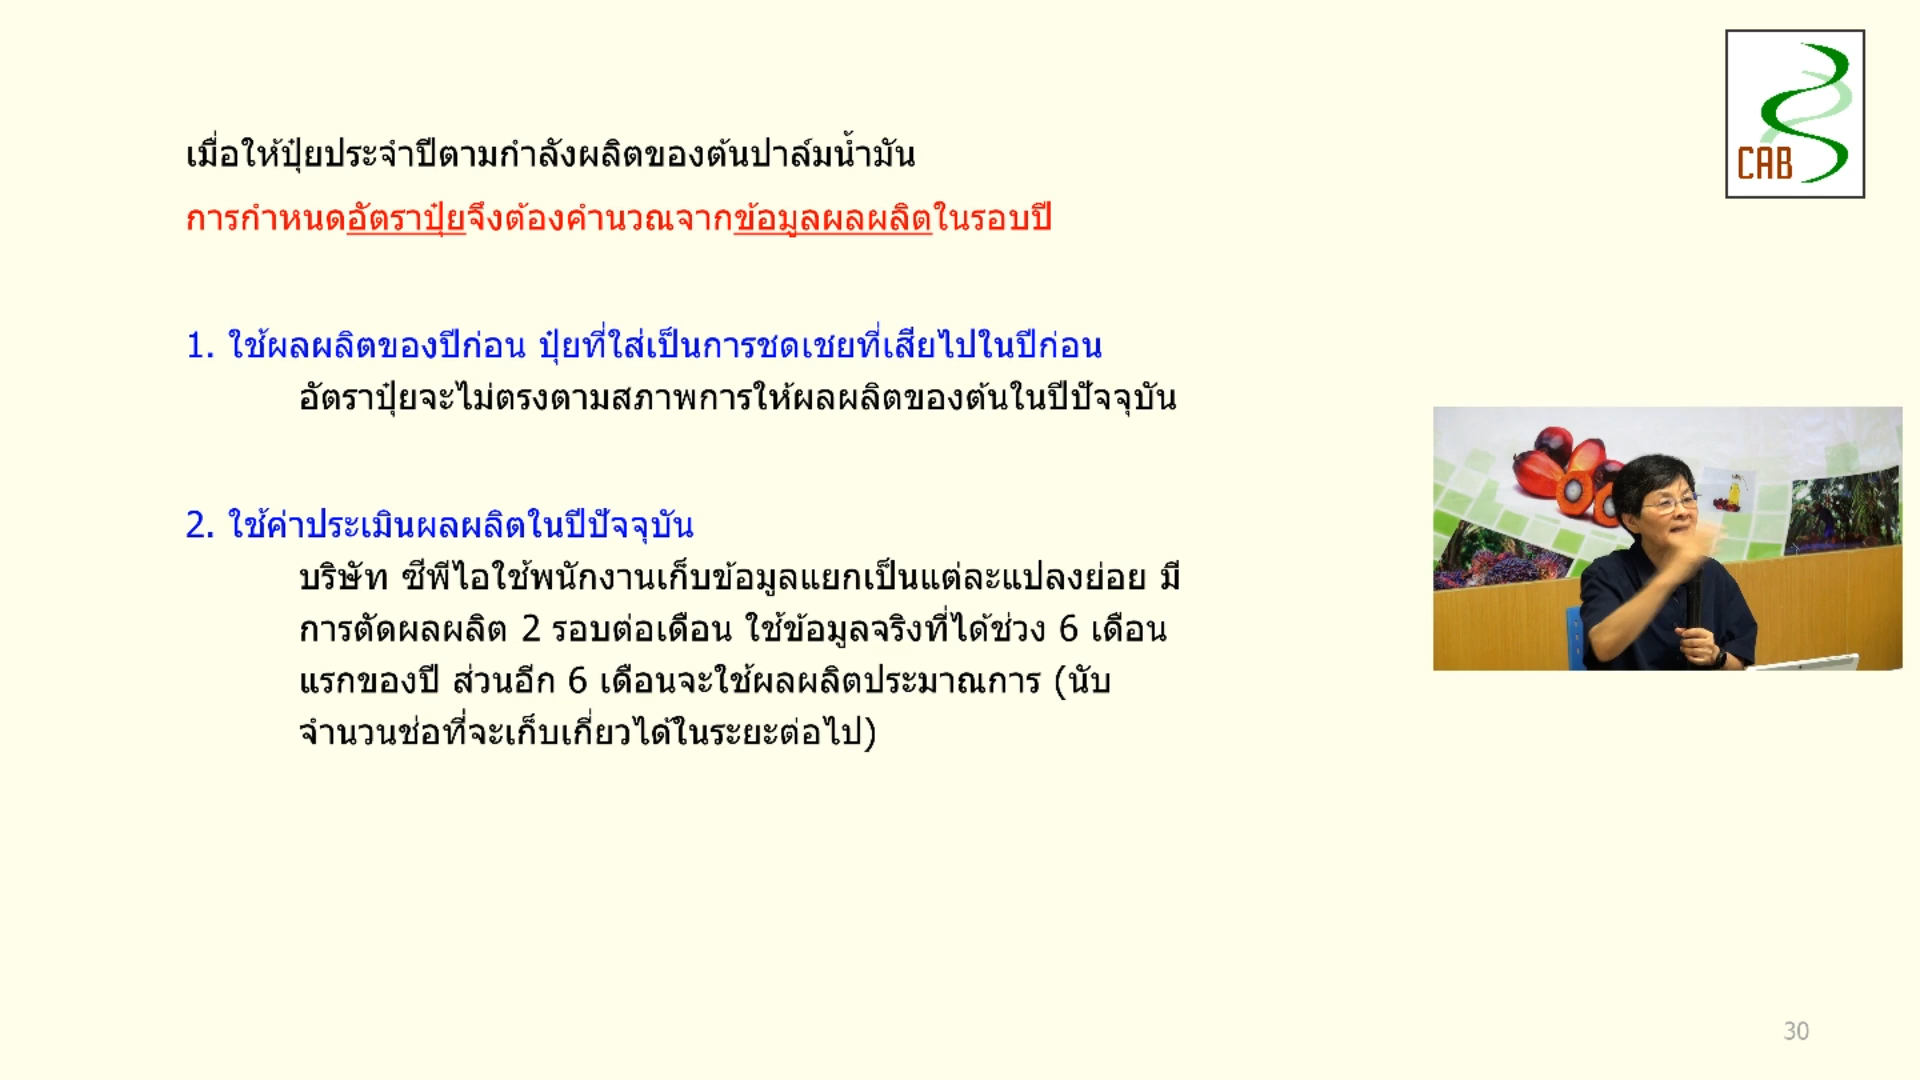 CAB
เมื่อให้ปุ๋ยประจำปีตามกำลังผลิตของต้นปาล์มน้ำมัน
การกำหนดอัตราปุ๋ยจึงต้องคำนวณจากข้อมูลผลผลิตในรอบปี
1. ใช้ผลผลิตของปีก่อน ปุ๋ยที่ใส่เป็นการชดเชยที่เสียไปในปีก่อน
อัตราปุ๋ยจะไม่ตรงตามสภาพการให้ผลผลิตของต้นในปีปัจจุบัน
2. ใช้ค่าประเมินผลผลิตในปีปัจจุบัน
บริษัท ซีพีไอใช้พนักงานเก็บข้อมูลแยกเป็นแต่ละแปลงย่อย มี
การตัดผลผลิต 2 รอบต่อเดือน ใช้ข้อมูลจริงที่ได้ช่วง 6 เดือน
แรกของปี ส่วนอีก 6 เดือนจะใช้ผลผลิตประมาณการ (นับ
จำนวนช่อที่จะเก็บเกี่ยวได้ในระยะต่อไป)
30